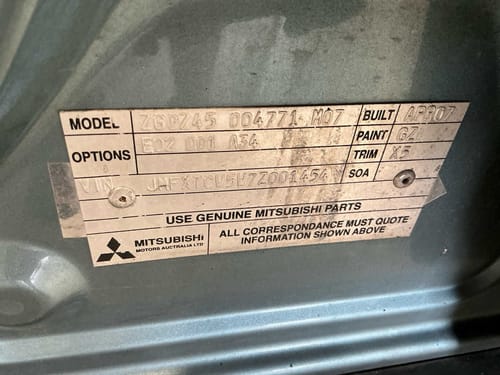 MODEL 004771 M07 BUILT APR07
OPTIONS E02 001 A34 PAINT GZ
TRIM X5
VIN SOA
USE GENUINE MITSUBISHI PARTS
MITSUBISHI
MOTORS AUSTRALIA LTD
ALL CORRESPONDANCE MUST QUOTE
INFORMATION SHOWN ABOVE